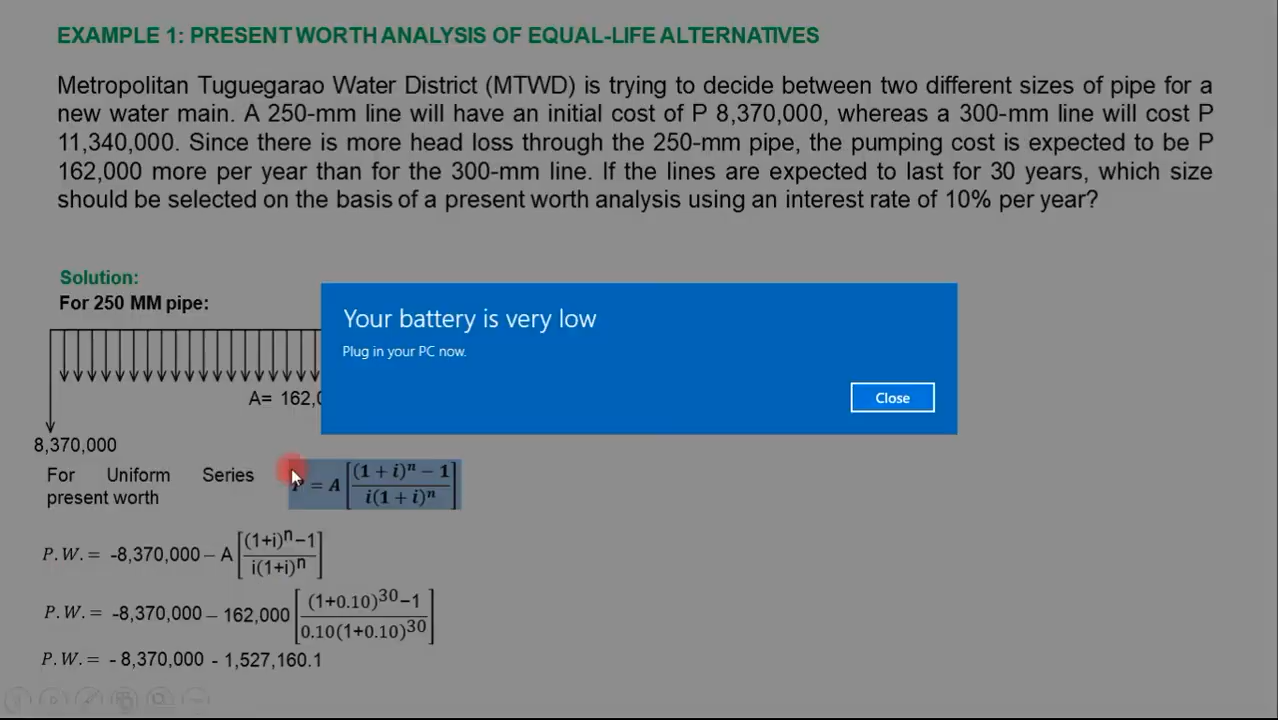 EXAMPLE 1: PRESENT WORTH ANALYSIS OF EQUAL-LIFE ALTERNATIVES
Metropolitan Tuguegarao Water District (MTWD) is trying to decide between two different sizes of pipe for a
new water main. A 250-mm line will have an initial cost of P 8,370,000, whereas a 300-mm line will cost P
11,340,000. Since there is more head loss through the 250-mm pipe, the pumping cost is expected to be P
162,000 more per year than for the 300-mm line. If the lines are expected to last for 30 years, which size
should be selected on the basis of a present worth analysis using an interest rate of 10% per year?
Solution:
For 250 MM pipe:
Your battery is very low
Plug in your PC now.
Close
A= 162,0
8,370,000
For Uniform Series
present worth
P = A [((1 + i)^n − 1) / (i(1 + i)^n)]
P.W. = -8,370,000 – A [((1+i)^n −1) / (i(1+i)^n)]
P.W. = -8,370,000 – 162,000 [((1+0.10)^30 −1) / (0.10(1+0.10)^30)]
P.W. = - 8,370,000 - 1,527,160.1